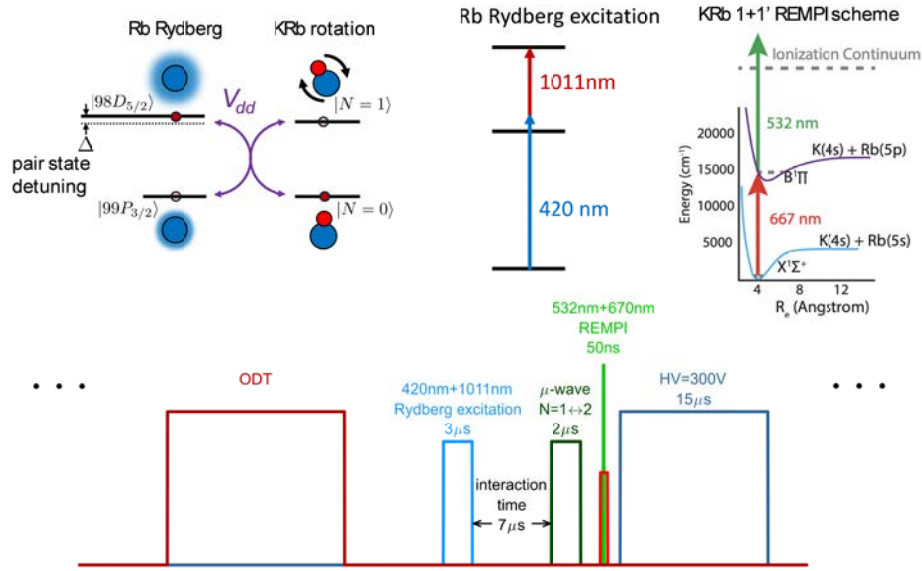 Rb Rydberg
KRb rotation
|98D5/2⟩
Δ
pair state
detuning
Vdd
|N = 1⟩
|99P3/2⟩
|N = 0⟩
Rb Rydberg excitation
1011nm
420 nm
KRb 1+1' REMPI scheme
Ionization Continuum
532 nm
K(4s) + Rb(5p)
B¹Π
667 nm
K(4s) + Rb(5s)
X¹Σ⁺
Energy (cm⁻¹)
20000
15000
10000
5000
4 8 12
Re (Angstrom)
532nm+670nm
REMPI
50ns
. . .
ODT
420nm+1011nm
Rydberg excitation
3μs
μ-wave
N=1↔2
2μs
HV=300V
15μs
. . .
interaction
time
7μs